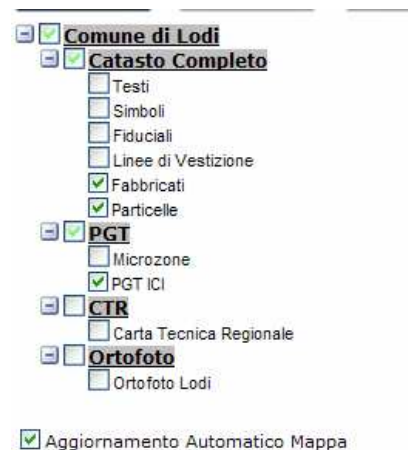 Comune di Lodi
Catasto Completo
Testi
Simboli
Fiduciali
Linee di Vestizione
Fabbricati
Particelle
PGT
Microzone
PGT ICI
CTR
Carta Tecnica Regionale
Ortofoto
Ortofoto Lodi
Aggiornamento Automatico Mappa